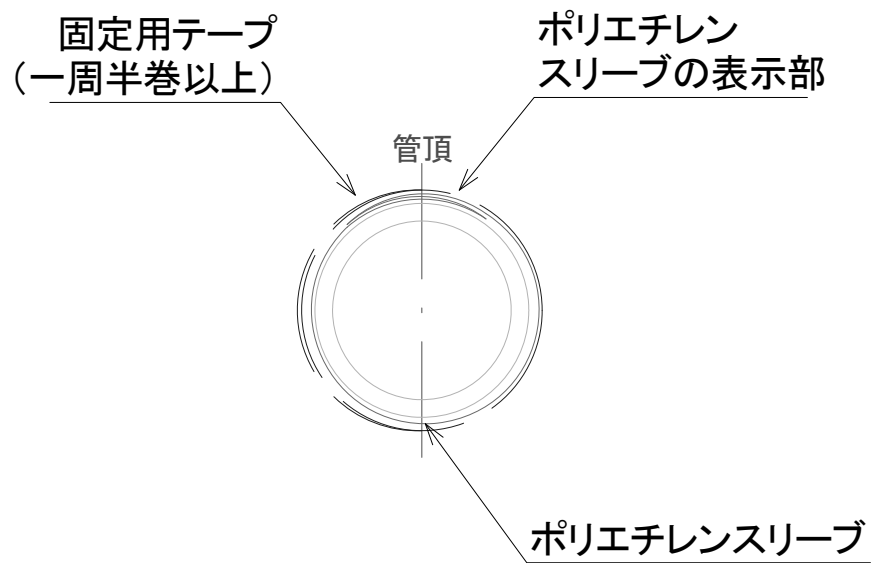 固定用テープ
（一周半巻以上）
ポリエチレン
スリーブの表示部
管頂
ポリエチレンスリーブ